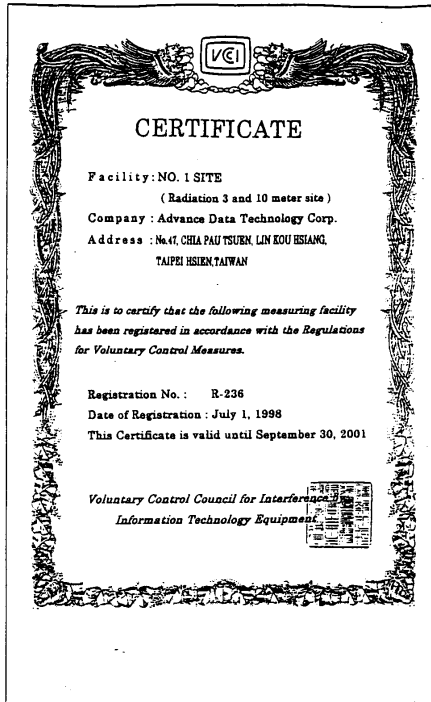 VCCI
CERTIFICATE
Facility: NO. 1 SITE
( Radiation 3 and 10 meter site )
Company : Advance Data Technology Corp.
Address : No.47, CHIA PAU TSUEN, LIN KOU HSIANG,
TAIPEI HSIEN,TAIWAN
This is to certify that the following measuring facility
has been registered in accordance with the Regulations
for Voluntary Control Measures.
Registration No. : R-236
Date of Registration : July 1, 1998
This Certificate is valid until September 30, 2001
Voluntary Control Council for Interference by
Information Technology Equipment